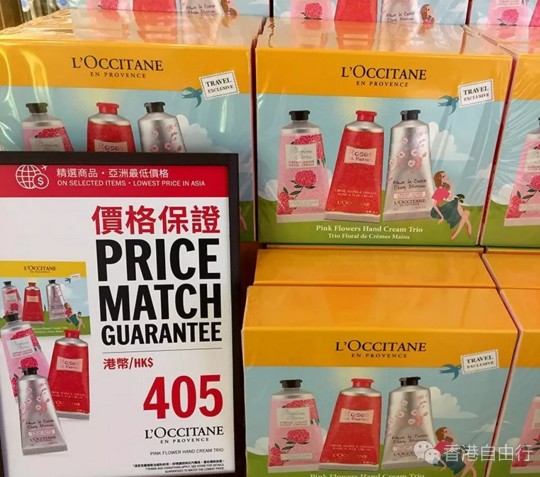 L'OCCITANE
EN PROVENCE
TRAVEL
EXCLUSIVE
L'OCCITANE
EN PROVENCE
TRAVEL
EXCLUSIVE
Pink Flowers Hand Cream Trio
Trio Floral de Crèmes Mains
精選商品·亞洲最低價格
ON SELECTED ITEMS · LOWEST PRICE IN ASIA
價格保證
PRICE
MATCH
GUARANTEE
港幣/HK$
405
L'OCCITANE
EN PROVENCE
PINK FLOWER HAND CREAM TRIO
L'OCCITANE
EN PROVENCE
TRAVEL
EXCLUSIVE
香港自由行